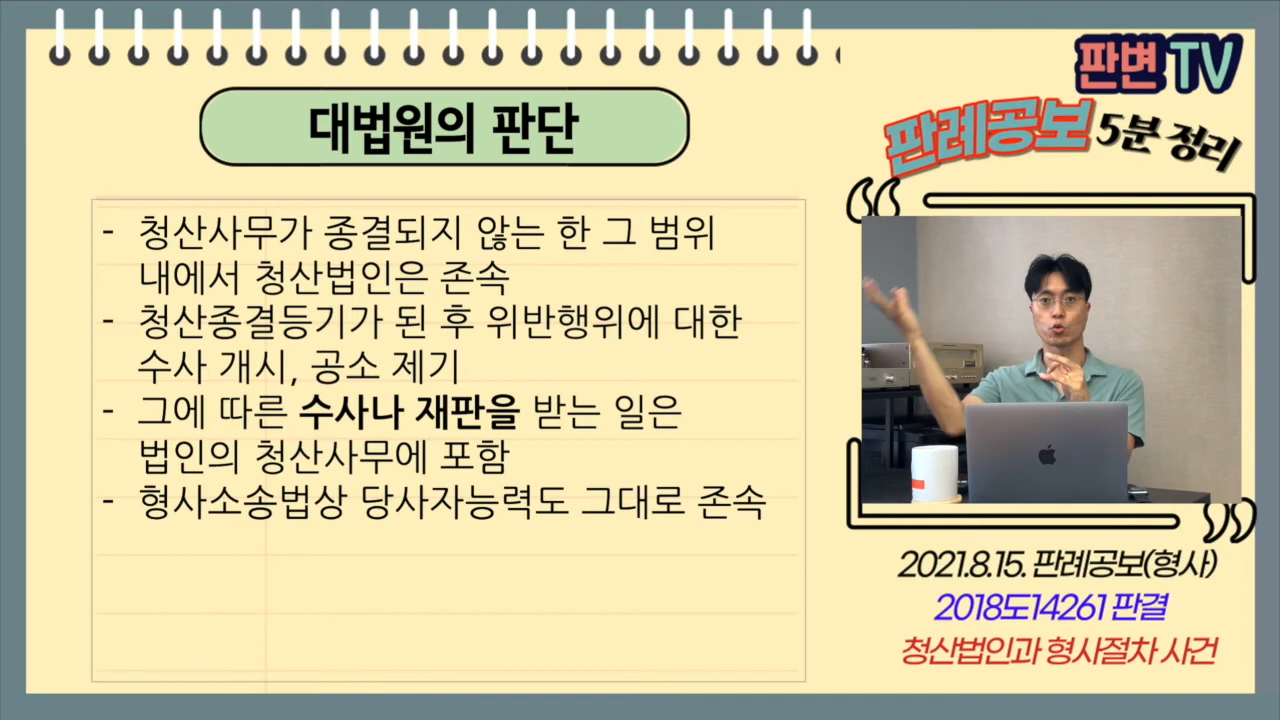 대법원의 판단
- 청산사무가 종결되지 않는 한 그 범위
내에서 청산법인은 존속
- 청산종결등기가 된 후 위반행위에 대한
수사 개시, 공소 제기
- 그에 따른 수사나 재판을 받는 일은
법인의 청산사무에 포함
- 형사소송법상 당사자능력도 그대로 존속
판변 TV
판례공보 5분 정리
2021.8.15. 판례공보(형사)
2018도14261 판결
청산법인과 형사절차 사건